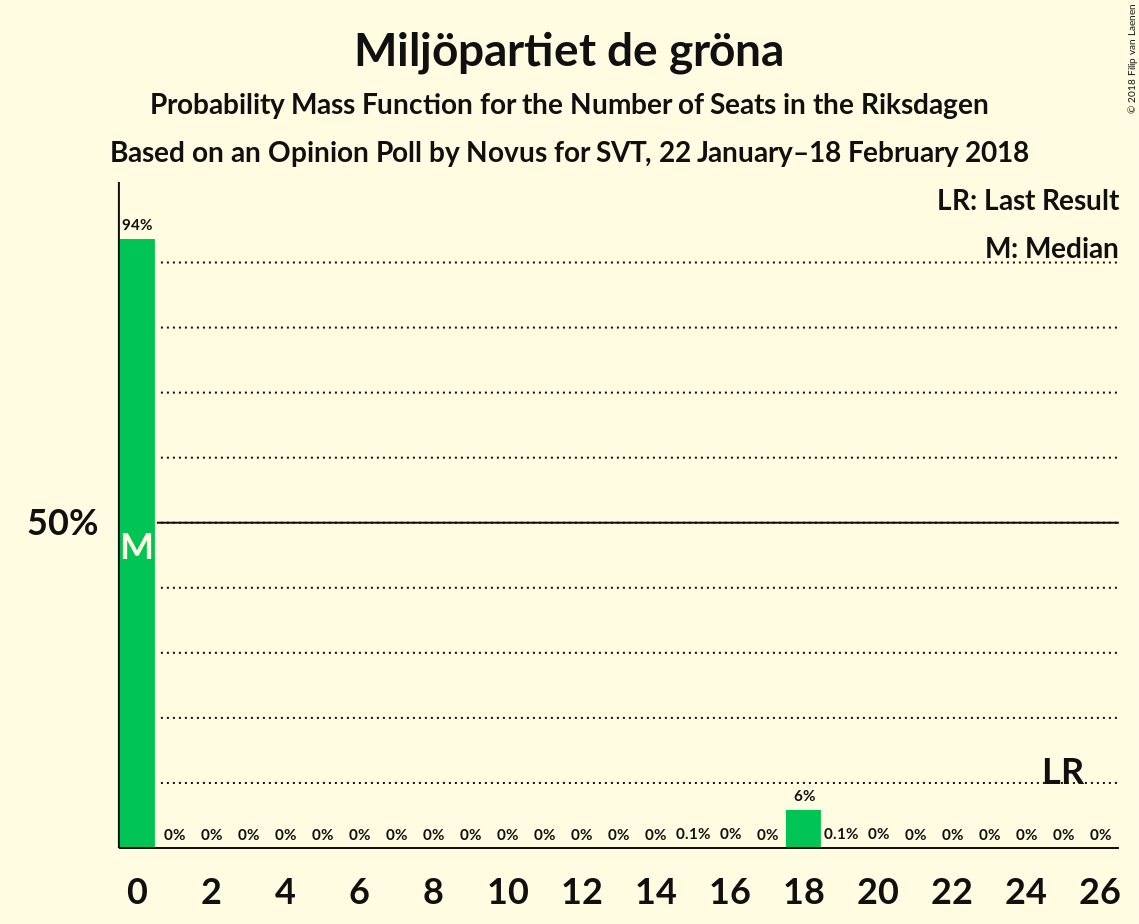 Miljöpartiet de gröna
Probability Mass Function for the Number of Seats in the Riksdagen
Based on an Opinion Poll by Novus for SVT, 22 January–18 February 2018
© 2018 Filip van Laenen
LR: Last Result
M: Median
94%
50%
M
LR
6%
0% 0% 0% 0% 0% 0% 0% 0% 0% 0% 0% 0% 0% 0% 0.1% 0% 0% 0.1% 0% 0% 0% 0% 0% 0% 0%
0 2 4 6 8 10 12 14 16 18 20 22 24 26